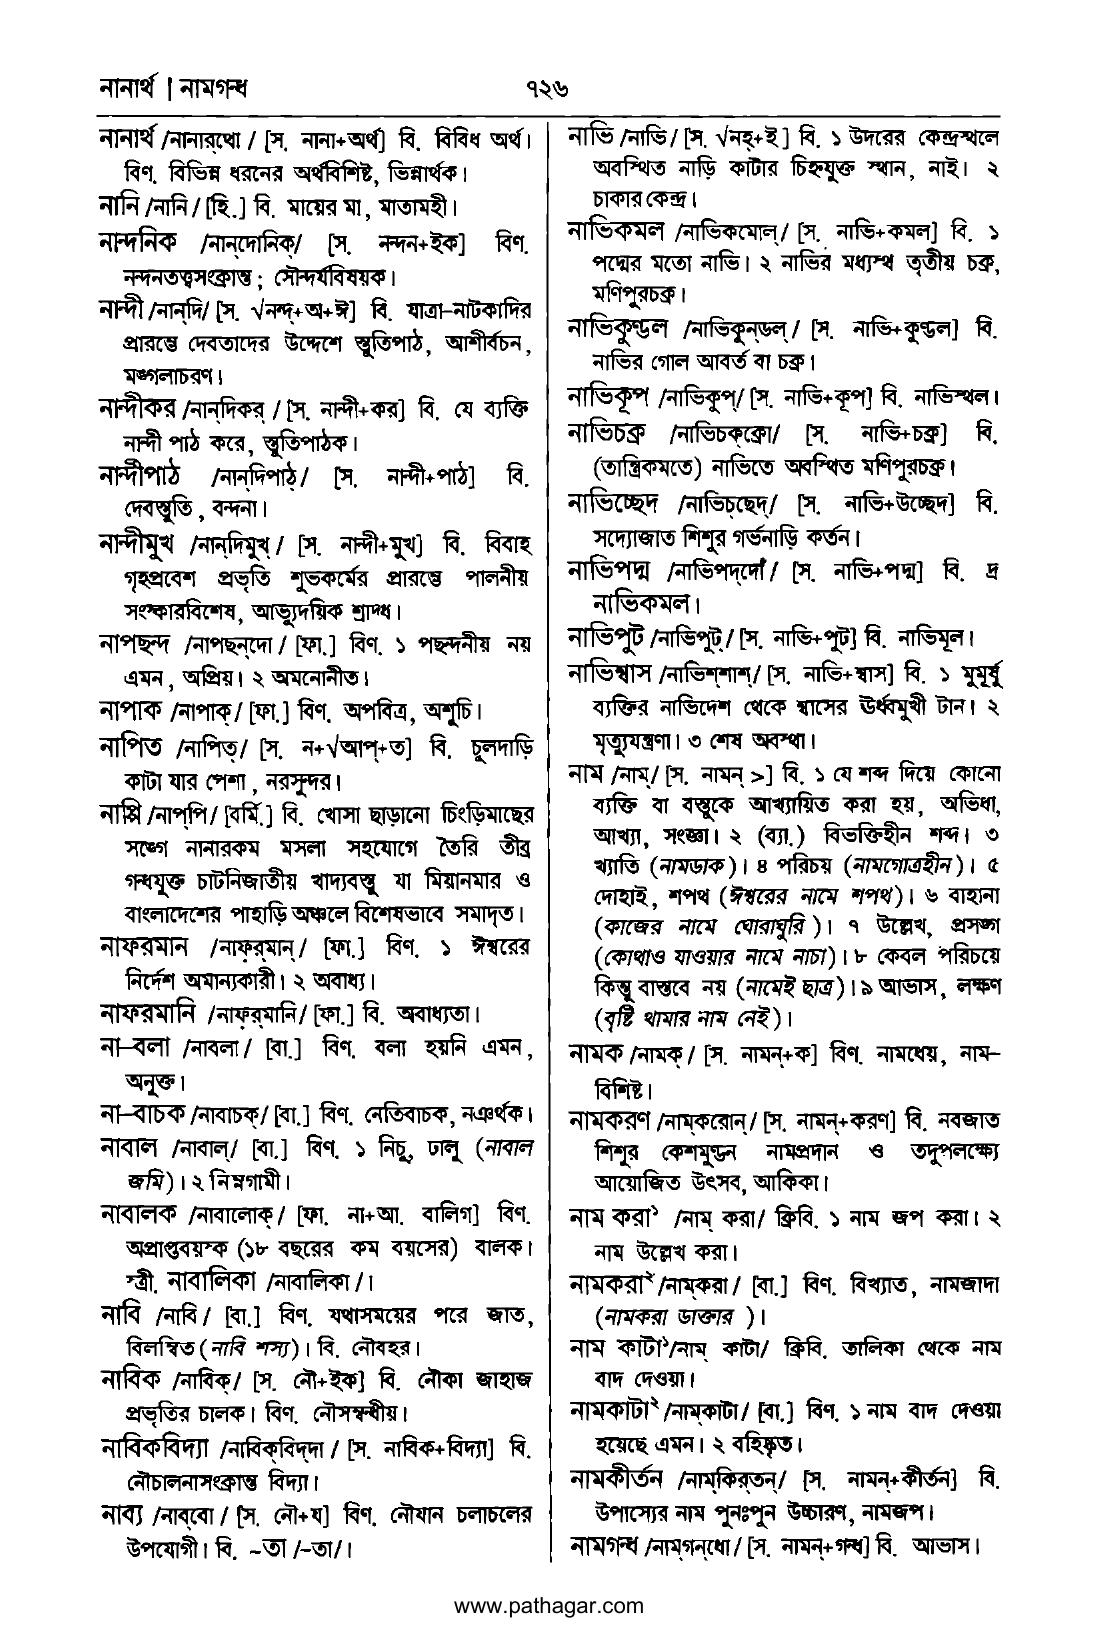 নানার্থ | নামগন্ধ ৭২৬
নানার্থ /নানার্‌থো / [স. নানা+অর্থ] বি. বিবিধ অর্থ।
বিণ. বিভিন্ন ধরনের অর্থবিশিষ্ট, ভিন্নার্থক।
নানি /নানি / [হি.] বি. মায়ের মা, মাতামহী।
নান্দনিক /নান্‌দোনিক্‌/ [স. নন্দন+ইক] বিণ.
নন্দনতত্ত্বসংক্রান্ত ; সৌন্দর্যবিষয়ক।
নান্দী /নান্‌দি/ [স. √নন্দ্‌+অ+ঈ] বি. যাত্রা–নাটকাদির
প্রারম্ভে দেবতাদের উদ্দেশে স্তুতিপাঠ, আশীর্বচন,
মঙ্গলাচরণ।
নান্দীকর /নান্‌দিকর্‌ / [স. নান্দী+কর] বি. যে ব্যক্তি
নান্দী পাঠ করে, স্তুতিপাঠক।
নান্দীপাঠ /নান্‌দিপাঠ্‌/ [স. নান্দী+পাঠ] বি.
দেবস্তুতি , বন্দনা।
নান্দীমুখ /নান্‌দিমুখ্‌ / [স. নান্দী+মুখ] বি. বিবাহ
গৃহপ্রবেশ প্রভৃতি শুভকর্মের প্রারম্ভে পালনীয়
সংস্কারবিশেষ, আভ্যুদয়িক শ্রাদ্ধ।
নাপছন্দ /নাপছন্‌দো / [ফা.] বিণ. ১ পছন্দনীয় নয়
এমন , অপ্রিয়। ২ অমনোনীত।
নাপাক /নাপাক্‌/ [ফা.] বিণ. অপবিত্র, অশুচি।
নাপিত /নাপিত্‌/ [স. ন+√আপ্‌+ত] বি. চুলদাড়ি
কাটা যার পেশা , নরসুন্দর।
নাপ্পি /নাপ্‌পি/ [বর্মি.] বি. খোসা ছাড়ানো চিংড়িমাছের
সঙ্গে নানারকম মসলা সহযোগে তৈরি তীব্র
গন্ধযুক্ত চাটনিজাতীয় খাদ্যবস্তু যা মিয়ানমার ও
বাংলাদেশের পাহাড়ি অঞ্চলে বিশেষভাবে সমাদৃত।
নাফরমান /নাফ্‌র্‌মান্‌ / [ফা.] বিণ. ১ ঈশ্বরের
নির্দেশ অমান্যকারী। ২ অবাধ্য।
নাফরমানি /নাফ্‌র্‌মানি/ [ফা.] বি. অবাধ্যতা।
না–বলা /নাবলা / [বা.] বিণ. বলা হয়নি এমন,
অনুক্ত।
না–বাচক /নাবাচক্‌/ [বা.] বিণ. নেতিবাচক, নঞর্থক।
নাবাল /নাবাল্‌/ [বা.] বিণ. ১ নিচু, ঢালু (নাবাল
জমি)। ২ নিম্নগামী।
নাবালক /নাবালোক্‌ / [ফা. না+আ. বালিগ] বিণ.
অপ্রাপ্তবয়স্ক (১৮ বছরের কম বয়সের) বালক।
স্ত্রী. নাবালিকা /নাবালিকা /।
নাবি /নাবি / [বা.] বিণ. যথাসময়ের পরে জাত,
বিলম্বিত (নাবি শস্য)। বি. নৌবহর।
নাবিক /নাবিক্‌/ [স. নৌ+ইক] বি. নৌকা জাহাজ
প্রভৃতির চালক। বিণ. নৌসম্বন্ধীয়।
নাবিকবিদ্যা /নাবিক্‌বিদ্‌দা / [স. নাবিক+বিদ্যা] বি.
নৌচালনাসংক্রান্ত বিদ্যা।
নাব্য /নাব্‌বো / [স. নৌ+য] বিণ. নৌযান চলাচলের
উপযোগী। বি. ~তা /–তা/।
নাভি /নাভি/ [স. √নহ্‌+ই] বি. ১ উদরের কেন্দ্রস্থলে
অবস্থিত নাড়ি কাটার চিহ্নযুক্ত স্থান, নাই। ২
চাকার কেন্দ্র।
নাভিকমল /নাভিকমোল্‌/ [স. নাভি+কমল] বি. ১
পদ্মের মতো নাভি। ২ নাভির মধ্যস্থ তৃতীয় চক্র,
মণিপুরচক্র।
নাভিকুণ্ডল /নাভিকুন্‌ডল্‌/ [স. নাভি+কুণ্ডল] বি.
নাভির গোল আবর্ত বা চক্র।
নাভিকূপ /নাভিকুপ্‌/ [স. নাভি+কূপ] বি. নাভিস্থল।
নাভিচক্র /নাভিচক্‌ক্রো/ [স. নাভি+চক্র] বি.
(তান্ত্রিকমতে) নাভিতে অবস্থিত মণিপুরচক্র।
নাভিচ্ছেদ /নাভিচ্‌ছেদ্‌/ [স. নাভি+উচ্ছেদ] বি.
সদ্যোজাত শিশুর গর্ভনাড়ি কর্তন।
নাভিপদ্ম /নাভিপদ্‌দোঁ/ [স. নাভি+পদ্ম] বি. দ্র
নাভিকমল।
নাভিপুট /নাভিপুট্‌/ [স. নাভি+পুট] বি. নাভিমূল।
নাভিশ্বাস /নাভিশ্‌শাশ্‌/ [স. নাভি+শ্বাস] বি. ১ মুমূর্ষু
ব্যক্তির নাভিদেশ থেকে শ্বাসের ঊর্ধ্বমুখী টান। ২
মৃত্যুযন্ত্রণা। ৩ শেষ অবস্থা।
নাম /নাম্‌/ [স. নামন্‌ >] বি. ১ যে শব্দ দিয়ে কোনো
ব্যক্তি বা বস্তুকে আখ্যায়িত করা হয়, অভিধা,
আখ্যা, সংজ্ঞা। ২ (ব্যা.) বিভক্তিহীন শব্দ। ৩
খ্যাতি (নামডাক)। ৪ পরিচয় (নামগোত্রহীন)। ৫
দোহাই, শপথ (ঈশ্বরের নামে শপথ)। ৬ বাহানা
(কাজের নামে ঘোরাঘুরি )। ৭ উল্লেখ, প্রসঙ্গ
(কোথাও যাওয়ার নামে নাচা)। ৮ কেবল পরিচয়ে
কিন্তু বাস্তবে নয় (নামেই ছাত্র)। ৯ আভাস, লক্ষণ
(বৃষ্টি থামার নাম নেই)।
নামক /নামক্‌ / [স. নামন্‌+ক] বিণ. নামধেয়, নাম–
বিশিষ্ট।
নামকরণ /নাম্‌করোন্‌ / [স. নামন্‌+করণ] বি. নবজাত
শিশুর কেশমুণ্ডন নামপ্রদান ও তদুপলক্ষ্যে
আয়োজিত উৎসব, আকিকা।
নাম করা১ /নাম্‌ করা/ ক্রিবি. ১ নাম জপ করা। ২
নাম উল্লেখ করা।
নামকরা২ /নাম্‌করা / [বা.] বিণ. বিখ্যাত, নামজাদা
(নামকরা ডাক্তার )।
নাম কাটা১/নাম্‌ কাটা/ ক্রিবি. তালিকা থেকে নাম
বাদ দেওয়া।
নামকাটা২ /নাম্‌কাটা / [বা.] বিণ. ১ নাম বাদ দেওয়া
হয়েছে এমন। ২ বহিষ্কৃত।
নামকীর্তন /নাম্‌কির্‌তন্‌/ [স. নামন্‌+কীর্তন] বি.
উপাস্যের নাম পুনঃপুন উচ্চারণ, নামজপ।
নামগন্ধ /নাম্‌গন্‌ধো / [স. নামন্‌+গন্ধ] বি. আভাস।
www.pathagar.com